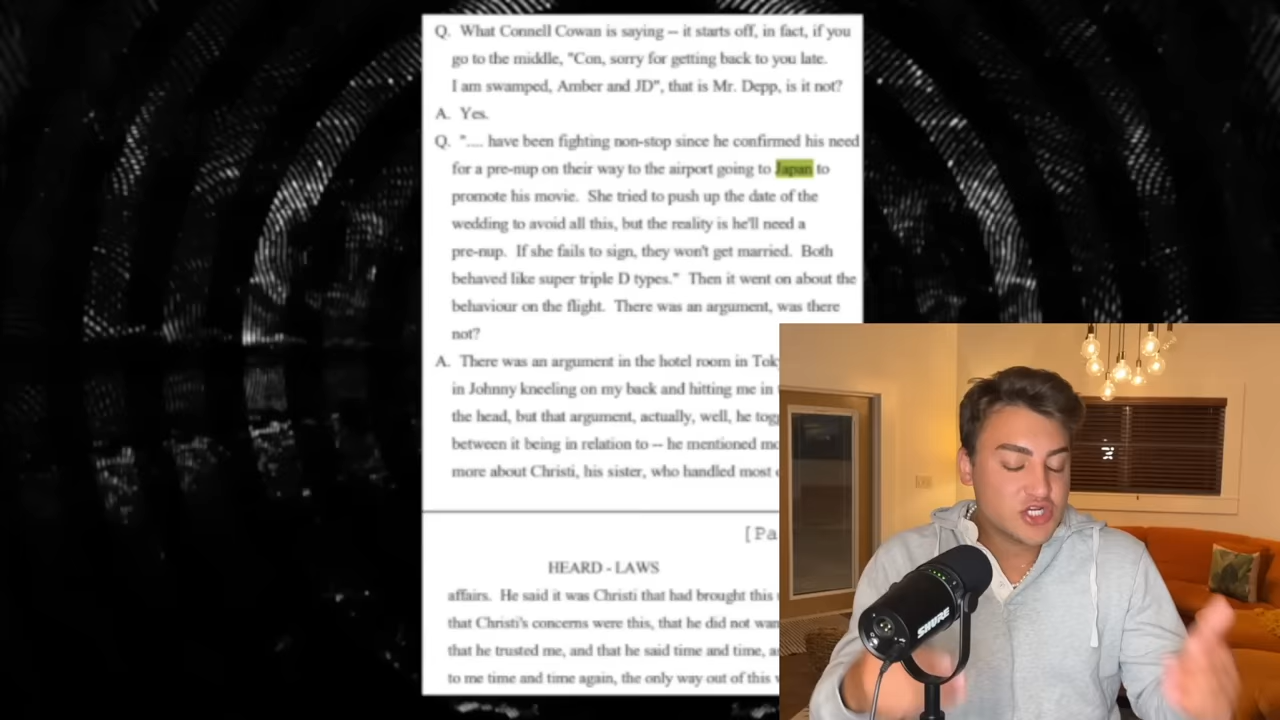 Q. What Connell Cowan is saying -- it starts off, in fact, if you
go to the middle, "Con, sorry for getting back to you late.
I am swamped, Amber and JD", that is Mr. Depp, is it not?
A. Yes.
Q. ".... have been fighting non-stop since he confirmed his need
for a pre-nup on their way to the airport going to Japan to
promote his movie. She tried to push up the date of the
wedding to avoid all this, but the reality is he'll need a
pre-nup. If she fails to sign, they won't get married. Both
behaved like super triple D types." Then it went on about the
behaviour on the flight. There was an argument, was there
not?
A. There was an argument in the hotel room in Tok
in Johnny kneeling on my back and hitting me in
the head, but that argument, actually, well, he tog
between it being in relation to -- he mentioned mo
more about Christi, his sister, who handled most
[Pa
HEARD - LAWS
affairs. He said it was Christi that had brought this
that Christi's concerns were this, that he did not wan
that he trusted me, and that he said time and time, a
to me time and time again, the only way out of this
SHURE